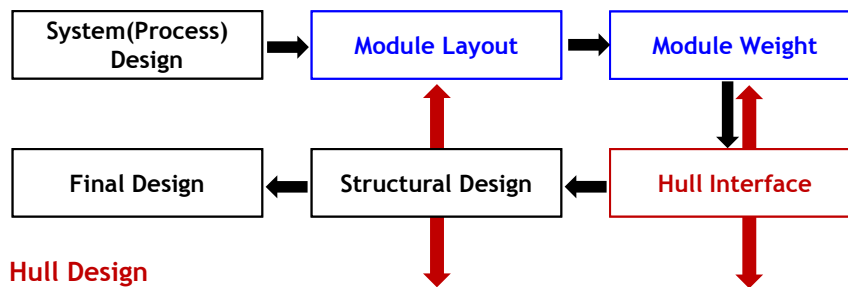 System(Process)
Design
Module Layout
Module Weight
Final Design
Structural Design
Hull Interface
Hull Design